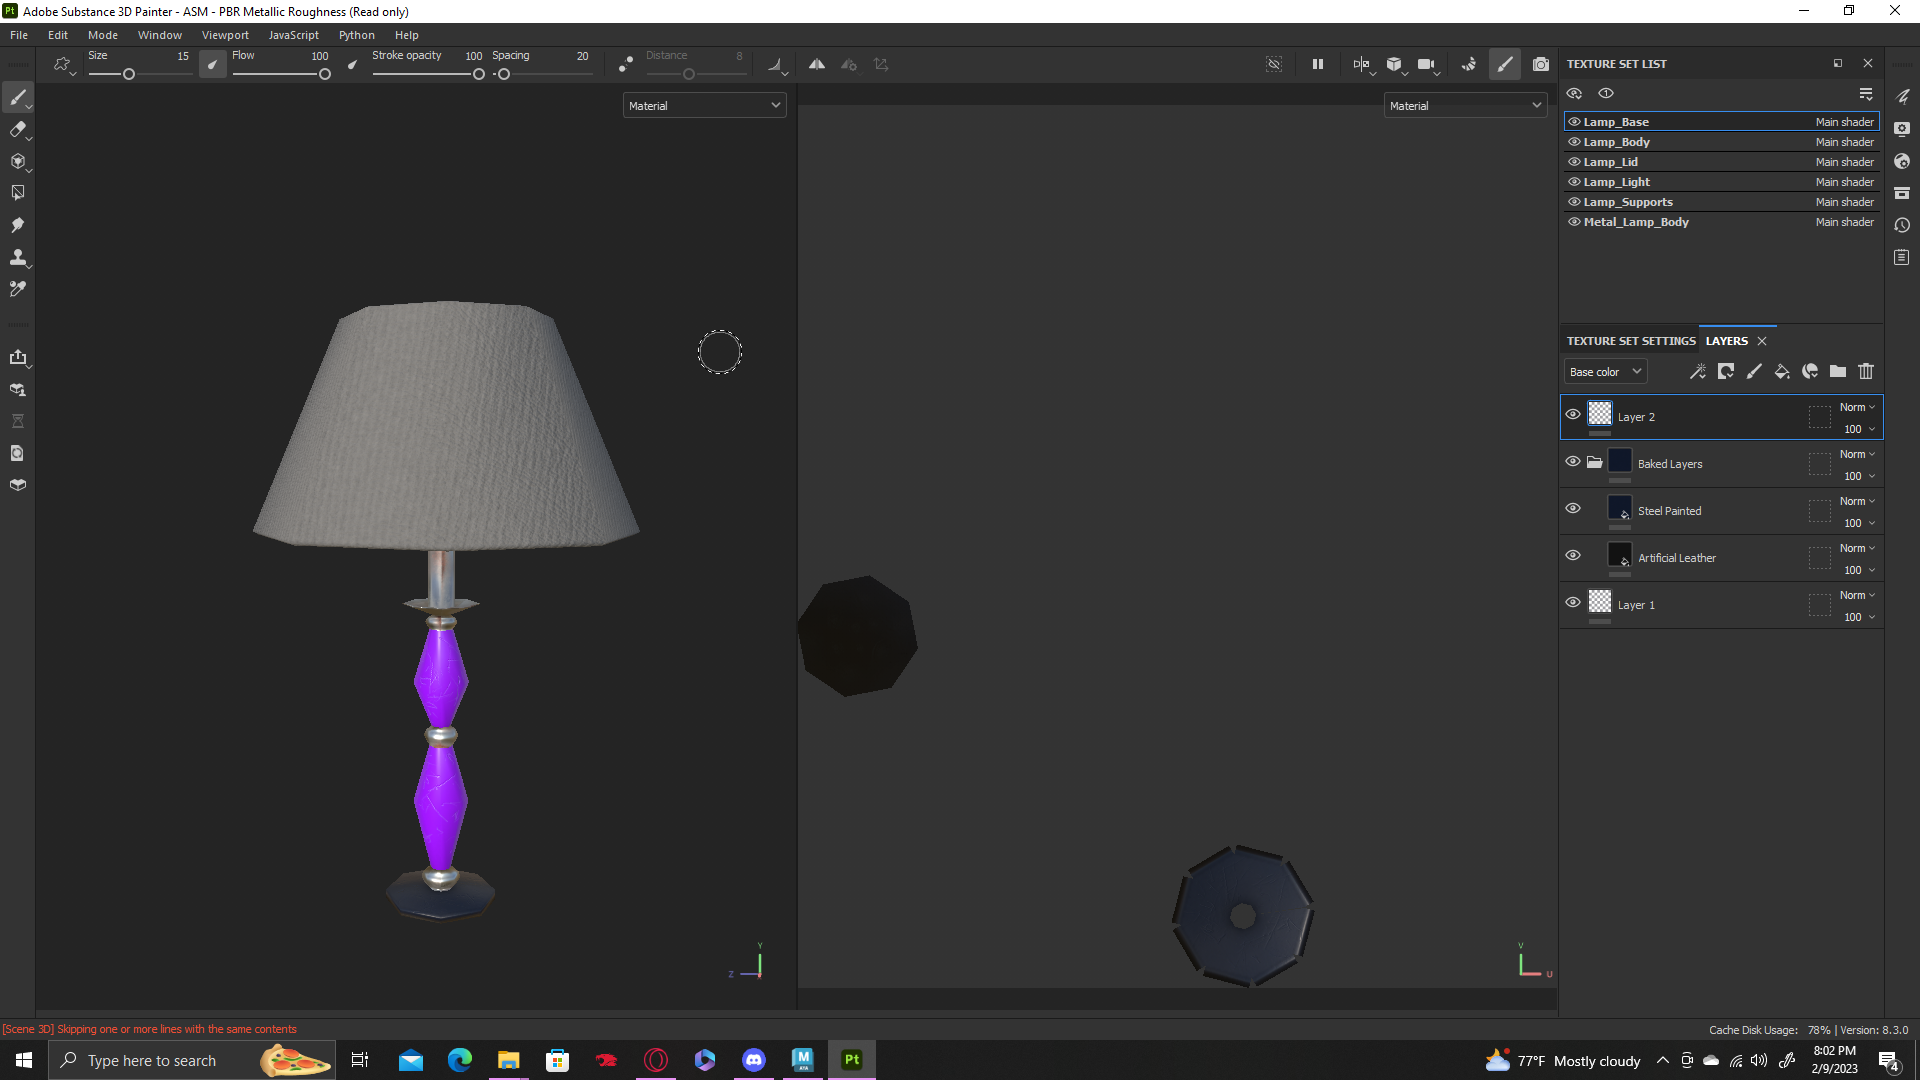 Pt Adobe Substance 3D Painter - ASM - PBR Metallic Roughness (Read only)
File Edit Mode Window Viewport JavaScript Python Help
Size 15 Flow 100 Stroke opacity 100 Spacing 20 Distance 8
Material
Material
Z Y
V U
TEXTURE SET LIST
Lamp_Base Main shader
Lamp_Body Main shader
Lamp_Lid Main shader
Lamp_Light Main shader
Lamp_Supports Main shader
Metal_Lamp_Body Main shader
TEXTURE SET SETTINGS LAYERS
Base color
Layer 2 Norm
100
Baked Layers Norm
100
Steel Painted Norm
100
Artificial Leather Norm
100
Layer 1 Norm
100
[Scene 3D] Skipping one or more lines with the same contents
Cache Disk Usage: 78% | Version: 8.3.0
Type here to search
M
Pt
77°F Mostly cloudy
8:02 PM
2/9/2023
4